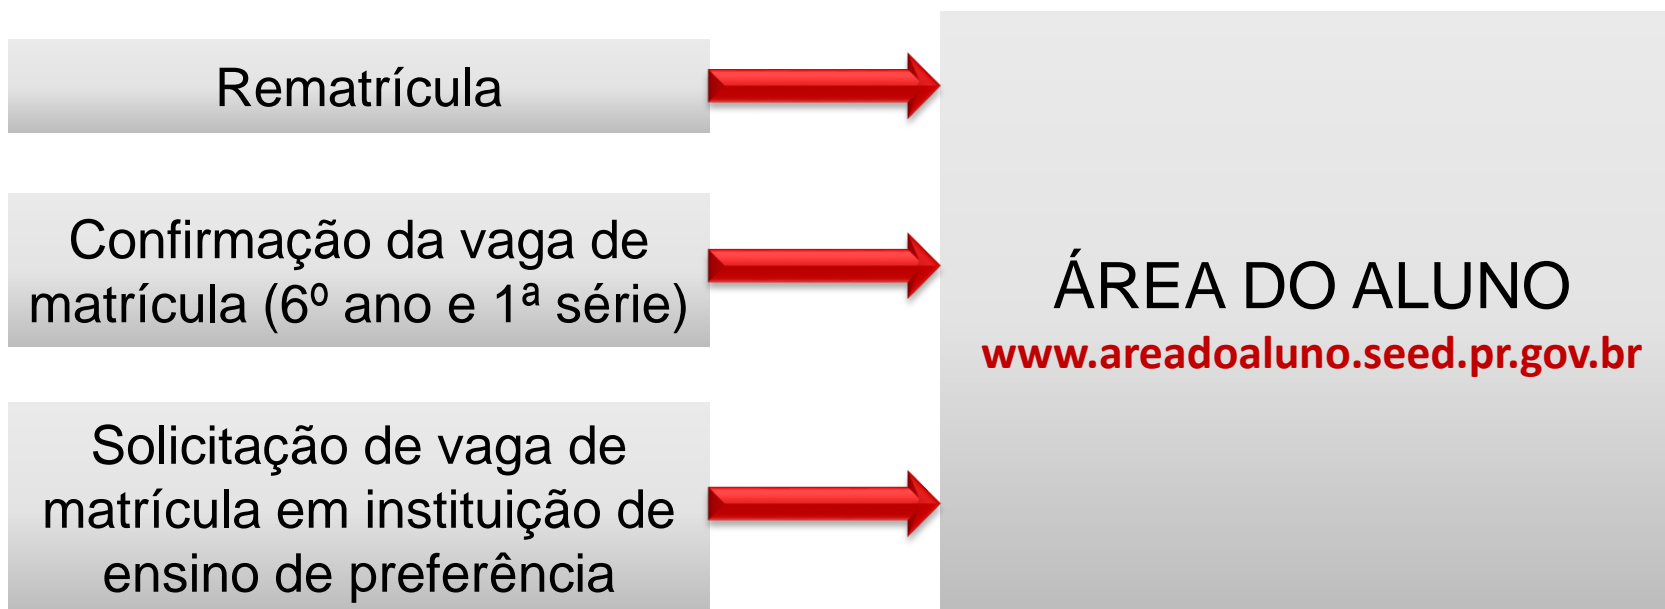 Rematrícula
Confirmação da vaga de
matrícula (6º ano e 1ª série)
Solicitação de vaga de
matrícula em instituição de
ensino de preferência
ÁREA DO ALUNO
www.areadoaluno.seed.pr.gov.br